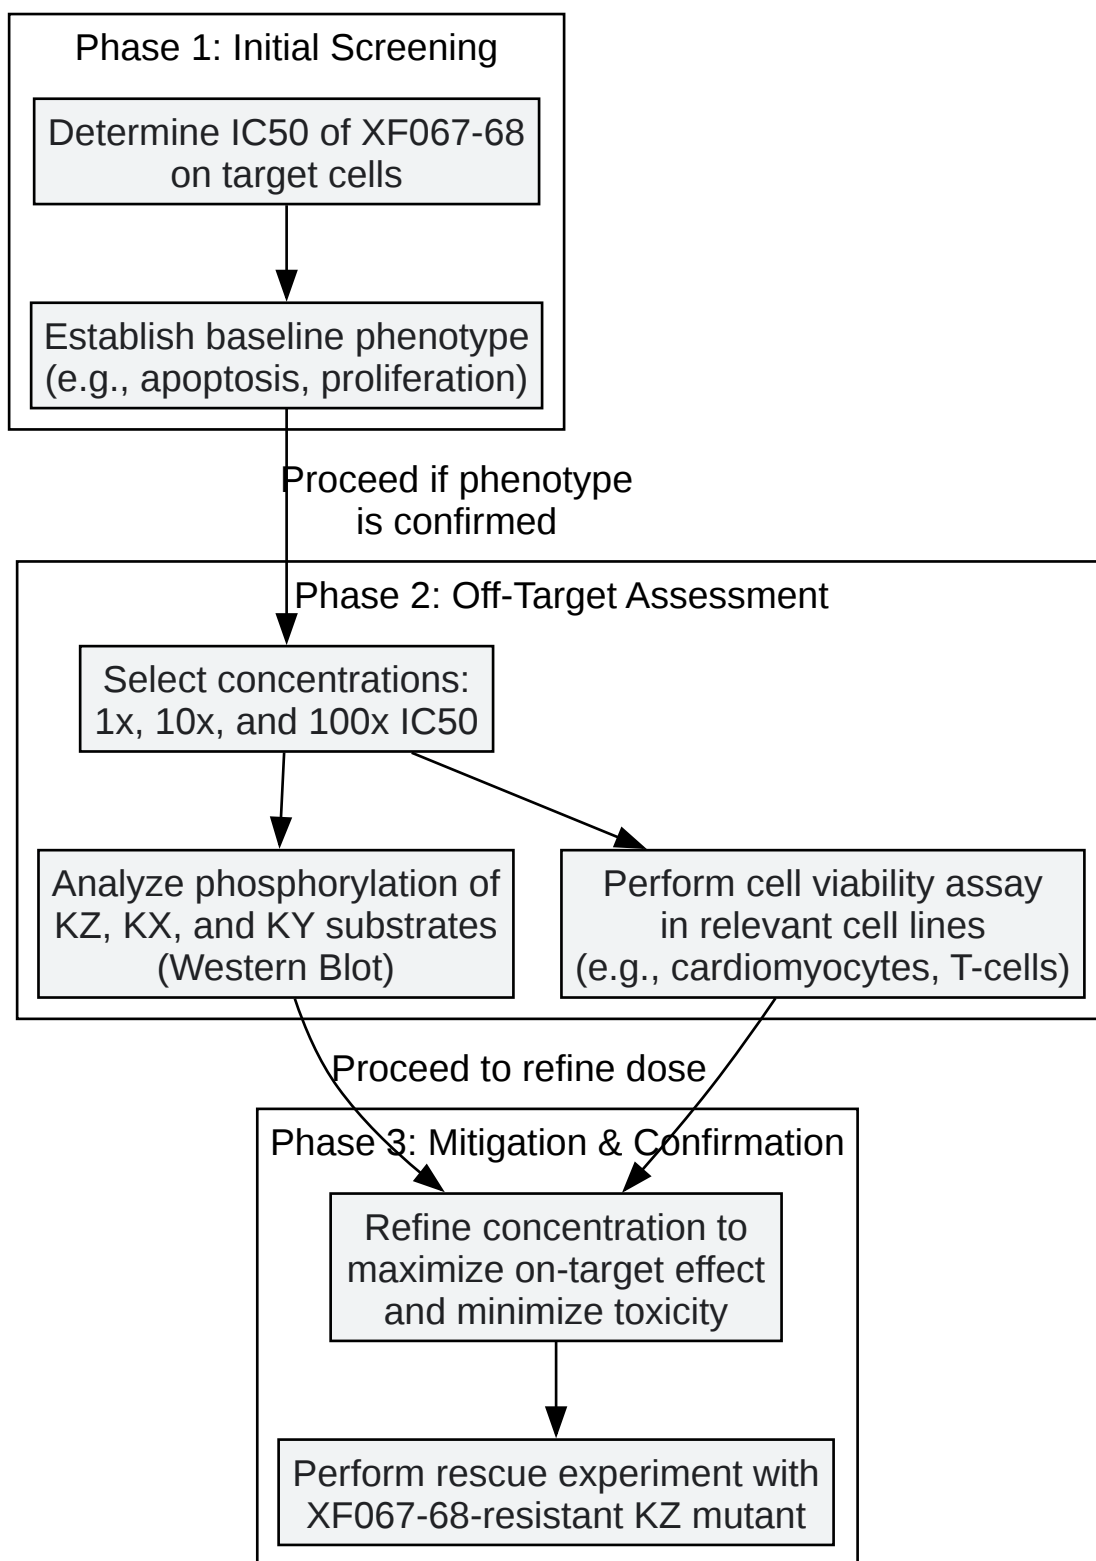 Phase 1: Initial Screening
Determine IC50 of XF067-68
on target cells
Establish baseline phenotype
(e.g., apoptosis, proliferation)
Proceed if phenotype
is confirmed
Phase 2: Off-Target Assessment
Select concentrations:
1x, 10x, and 100x IC50
Analyze phosphorylation of
KZ, KX, and KY substrates
(Western Blot)
Perform cell viability assay
in relevant cell lines
(e.g., cardiomyocytes, T-cells)
Proceed to refine dose
Phase 3: Mitigation & Confirmation
Refine concentration to
maximize on-target effect
and minimize toxicity
Perform rescue experiment with
XF067-68-resistant KZ mutant